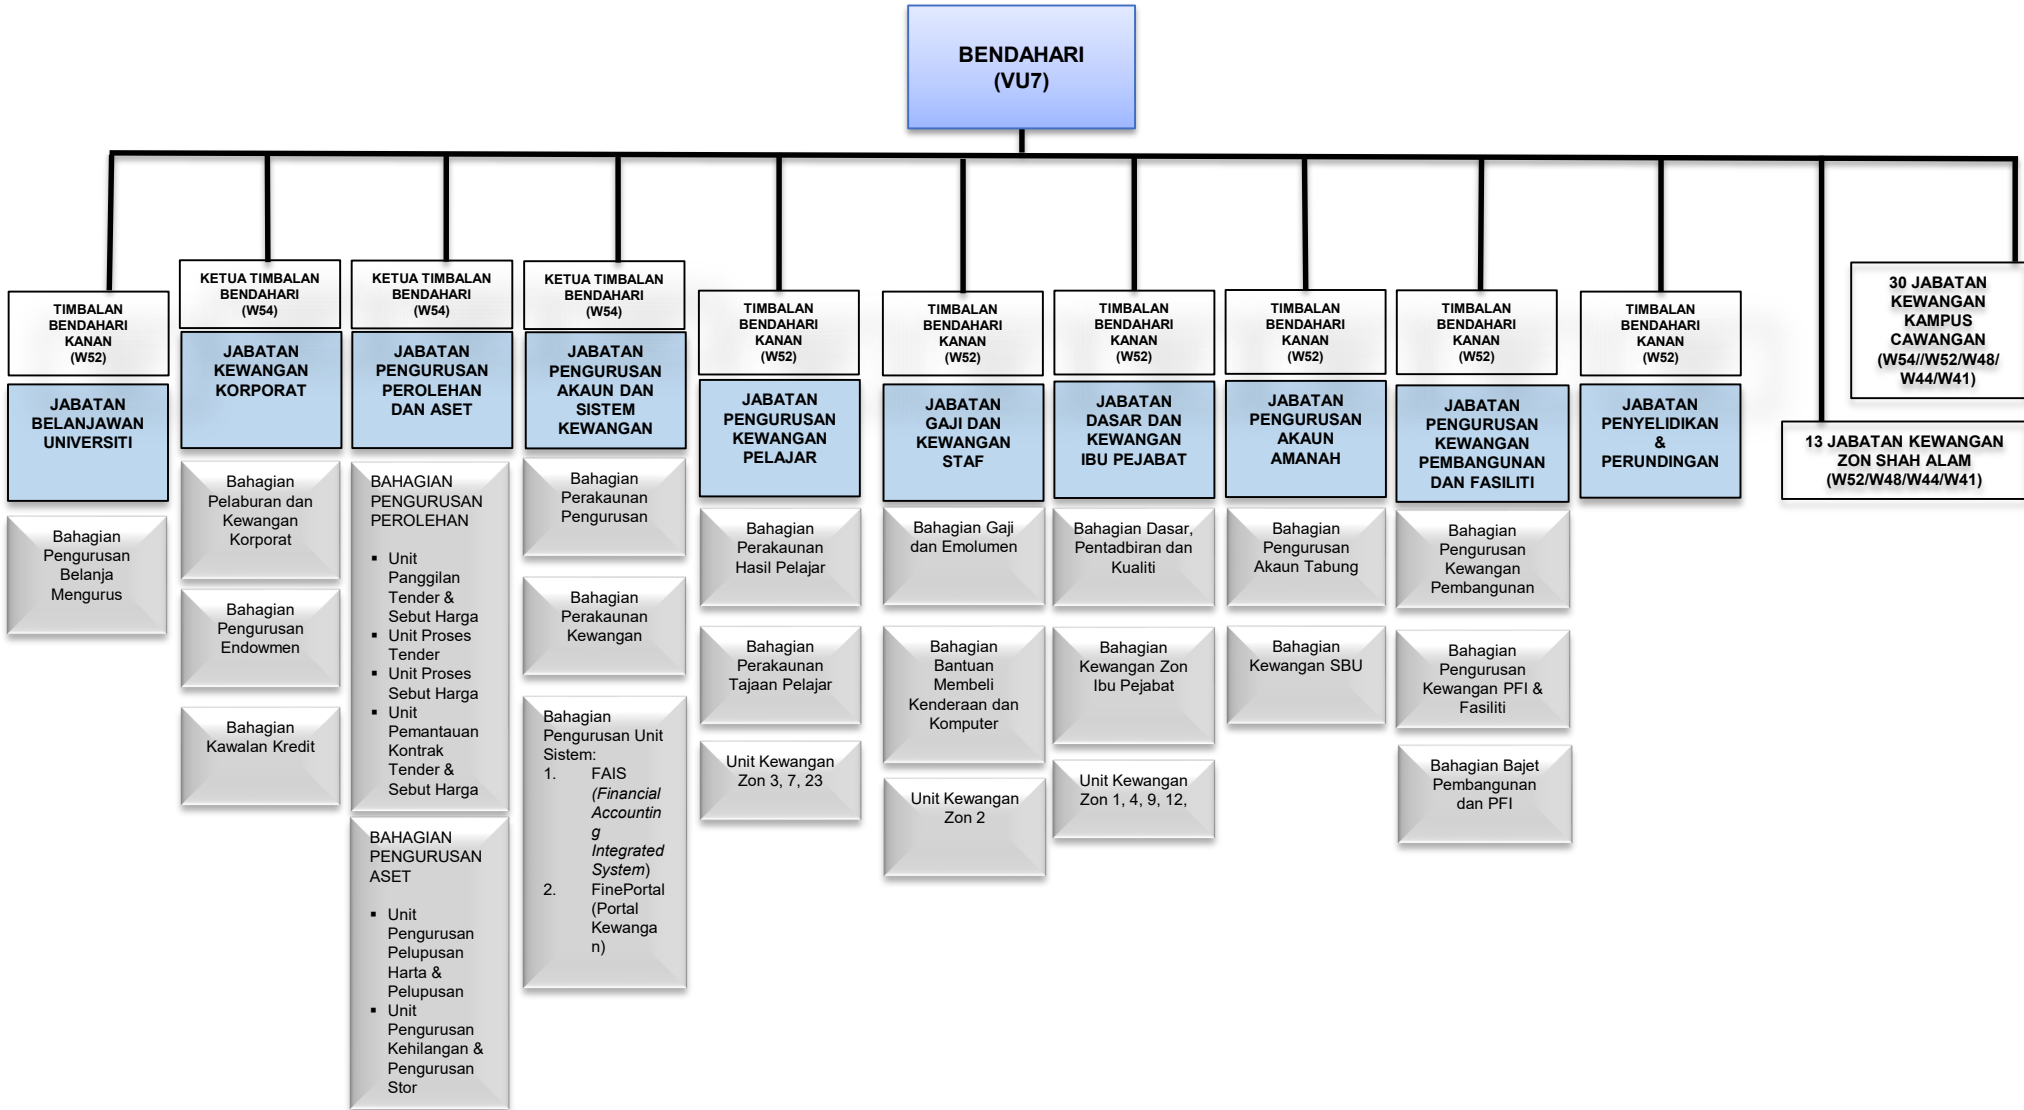 BENDAHARI
(VU7)
TIMBALAN
BENDAHARI
KANAN
(W52)
JABATAN
BELANJAWAN
UNIVERSITI
Bahagian
Pengurusan
Belanja
Mengurus
KETUA TIMBALAN
BENDAHARI
(W54)
JABATAN
KEWANGAN
KORPORAT
Bahagian
Pelaburan dan
Kewangan
Korporat
Bahagian
Pengurusan
Endowmen
Bahagian
Kawalan Kredit
KETUA TIMBALAN
BENDAHARI
(W54)
JABATAN
PENGURUSAN
PEROLEHAN
DAN ASET
BAHAGIAN
PENGURUSAN
PEROLEHAN
▪ Unit
Panggilan
Tender &
Sebut Harga
▪ Unit Proses
Tender
▪ Unit Proses
Sebut Harga
▪ Unit
Pemantauan
Kontrak
Tender &
Sebut Harga
BAHAGIAN
PENGURUSAN
ASET
▪ Unit
Pengurusan
Pelupusan
Harta &
Pelupusan
▪ Unit
Pengurusan
Kehilangan &
Pengurusan
Stor
KETUA TIMBALAN
BENDAHARI
(W54)
JABATAN
PENGURUSAN
AKAUN DAN
SISTEM
KEWANGAN
Bahagian
Perakaunan
Pengurusan
Bahagian
Perakaunan
Kewangan
Bahagian
Pengurusan Unit
Sistem:
1. FAIS
(Financial
Accountin
g
Integrated
System)
2. FinePortal
(Portal
Kewanga
n)
TIMBALAN
BENDAHARI
KANAN
(W52)
JABATAN
PENGURUSAN
KEWANGAN
PELAJAR
Bahagian
Perakaunan
Hasil Pelajar
Bahagian
Perakaunan
Tajaan Pelajar
Unit Kewangan
Zon 3, 7, 23
TIMBALAN
BENDAHARI
KANAN
(W52)
JABATAN
GAJI DAN
KEWANGAN
STAF
Bahagian Gaji
dan Emolumen
Bahagian
Bantuan
Membeli
Kenderaan dan
Komputer
Unit Kewangan
Zon 2
TIMBALAN
BENDAHARI
KANAN
(W52)
JABATAN
DASAR DAN
KEWANGAN
IBU PEJABAT
Bahagian Dasar,
Pentadbiran dan
Kualiti
Bahagian
Kewangan Zon
Ibu Pejabat
Unit Kewangan
Zon 1, 4, 9, 12,
TIMBALAN
BENDAHARI
KANAN
(W52)
JABATAN
PENGURUSAN
AKAUN
AMANAH
Bahagian
Pengurusan
Akaun Tabung
Bahagian
Kewangan SBU
TIMBALAN
BENDAHARI
KANAN
(W52)
JABATAN
PENGURUSAN
KEWANGAN
PEMBANGUNAN
DAN FASILITI
Bahagian
Pengurusan
Kewangan
Pembangunan
Bahagian
Pengurusan
Kewangan PFI &
Fasiliti
Bahagian Bajet
Pembangunan
dan PFI
TIMBALAN
BENDAHARI
KANAN
(W52)
JABATAN
PENYELIDIKAN
&
PERUNDINGAN
13 JABATAN KEWANGAN
ZON SHAH ALAM
(W52/W48/W44/W41)
30 JABATAN
KEWANGAN
KAMPUS
CAWANGAN
(W54//W52/W48/
W44/W41)